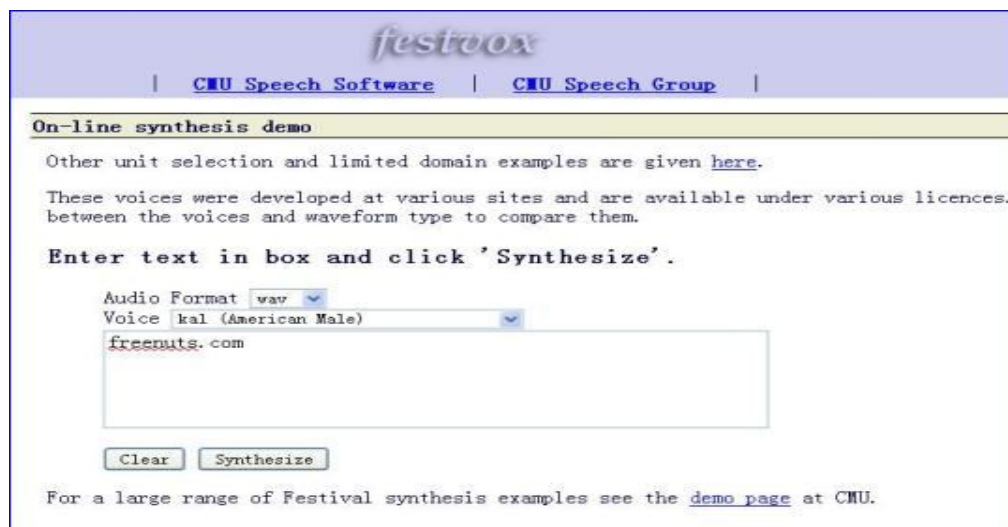 festvox
| CMU Speech Software | CMU Speech Group |
On-line synthesis demo
Other unit selection and limited domain examples are given here.
These voices were developed at various sites and are available under various licences.
between the voices and waveform type to compare them.
Enter text in box and click 'Synthesize'.
Audio Format wav
Voice kal (American Male)
freenuts.com
Clear Synthesize
For a large range of Festival synthesis examples see the demo page at CMU.